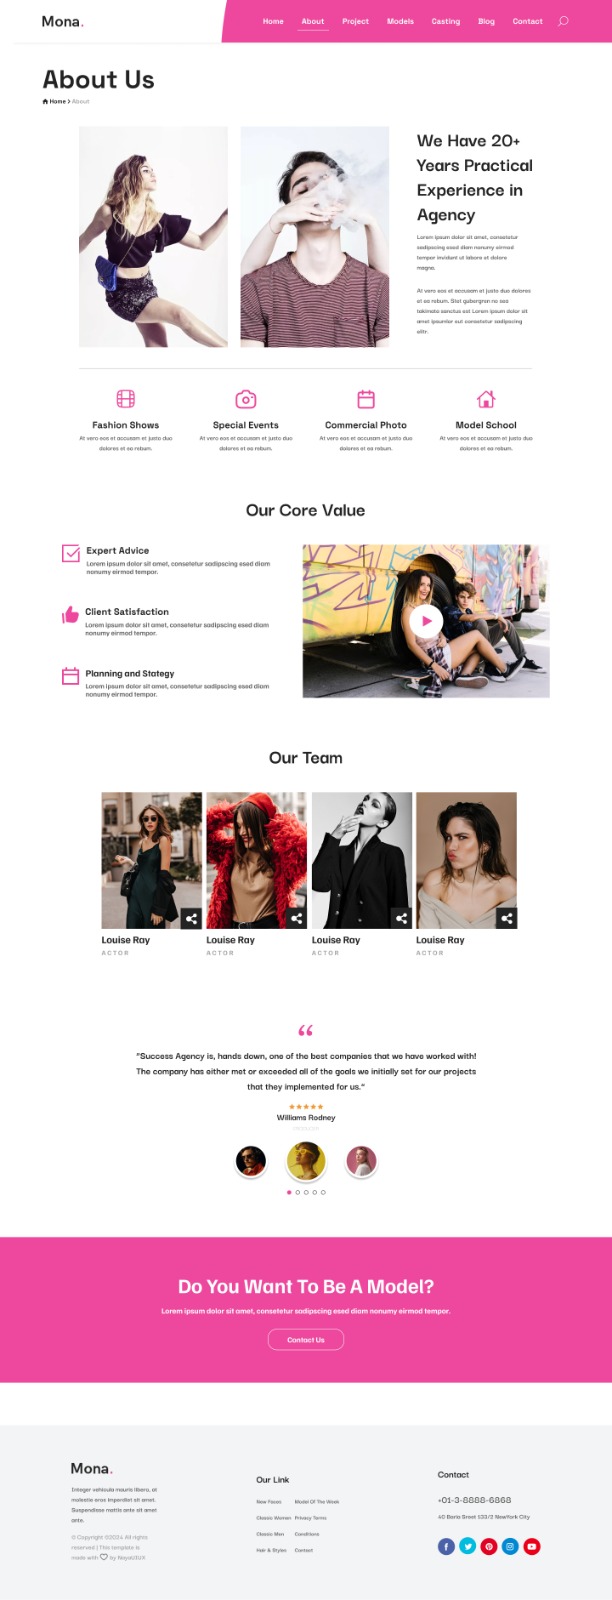 Mona.
Home About Project Models Casting Blog Contact
About Us
Home > About
We Have 20+
Years Practical
Experience in
Agency
Lorem ipsum dolor sit amet, consetetur
sadipscing esed diam nonumy eirmod
tempor invidunt ut labore et dolore
magna.
At vero eos et accusam et justo duo dolores
et ea rebum. Stet gubergren no sea
takimata sanctus est Lorem ipsum dolor sit
amet ipsumlor eut consetetur sadipscing
elitr.
Fashion Shows
At vero eos et accusam et justo duo
dolores et ea rebum.
Special Events
At vero eos et accusam et justo duo
dolores et ea rebum.
Commercial Photo
At vero eos et accusam et justo duo
dolores et ea rebum.
Model School
At vero eos et accusam et justo duo
dolores et ea rebum.
Our Core Value
Expert Advice
Lorem ipsum dolor sit amet, consetetur sadipscing esed diam
nonumy eirmod tempor.
Client Satisfaction
Lorem ipsum dolor sit amet, consetetur sadipscing esed diam
nonumy eirmod tempor.
Planning and Stategy
Lorem ipsum dolor sit amet, consetetur sadipscing esed diam
nonumy eirmod tempor.
Our Team
Louise Ray
ACTOR
Louise Ray
ACTOR
Louise Ray
ACTOR
Louise Ray
ACTOR
“
“Success Agency is, hands down, one of the best companies that we have worked with!
The company has either met or exceeded all of the goals we initially set for our projects
that they implemented for us.“
Williams Rodney
Do You Want To Be A Model?
Lorem ipsum dolor sit amet, consetetur sadipscing esed diam nonumy eirmod tempor.
Contact Us
Mona.
Integer vehicula mauris libero, at
molestie eros imperdiet sit amet.
Suspendisse mattis ante sit amet
ante.
© Copyright ©2024 All rights
reserved | This template is
made with by
Our Link
New Faces Model Of The Week
Classic Women Privacy Terms
Classic Men Conditions
Hair & Styles Contact
Contact
+01-3-8888-6868
40 Baria Sreet 133/2 NewYork City